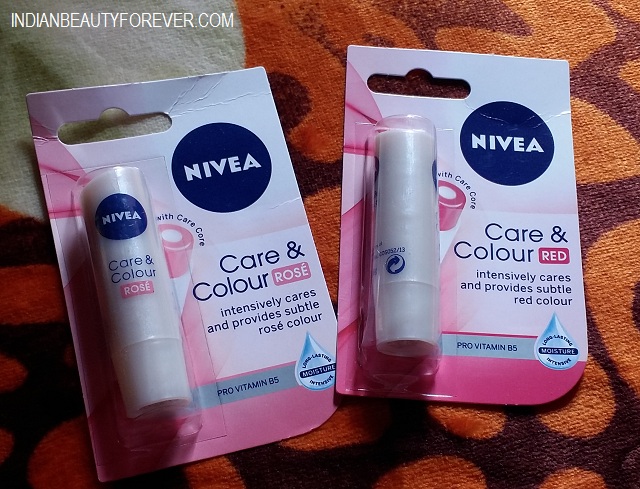 INDIANBEAUTYFOREVER.COM
NIVEA
NIVEA
Care &
Colour
ROSÉ
with Care Core
Care &
Colour ROSÉ
intensively cares
and provides subtle
rosé colour
PRO VITAMIN B5
LONG-LASTING
MOISTURE
INTENSIVE
NIVEA
with Care Core
Care &
Colour RED
intensively cares
and provides subtle
red colour
PRO VITAMIN B5
LONG-LASTING
MOISTURE
INTENSIVE